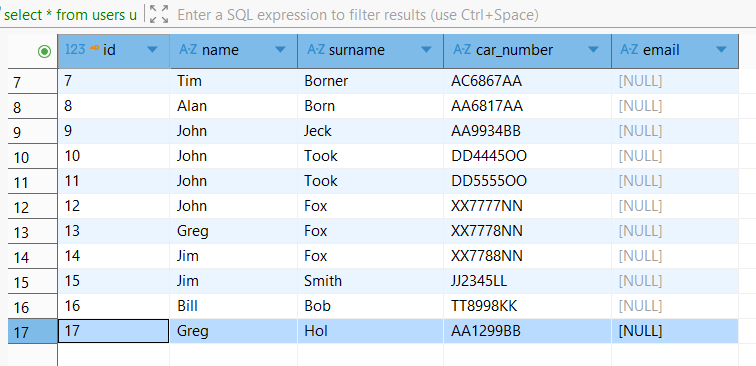 select * from users u Enter a SQL expression to filter results (use Ctrl+Space)
123 id A-Z name A-Z surname A-Z car_number A-Z email
7 7 Tim Borner AC6867AA [NULL]
8 8 Alan Born AA6817AA [NULL]
9 9 John Jeck AA9934BB [NULL]
10 10 John Took DD4445OO [NULL]
11 11 John Took DD5555OO [NULL]
12 12 John Fox XX7777NN [NULL]
13 13 Greg Fox XX7778NN [NULL]
14 14 Jim Fox XX7788NN [NULL]
15 15 Jim Smith JJ2345LL [NULL]
16 16 Bill Bob TT8998KK [NULL]
17 17 Greg Hol AA1299BB [NULL]